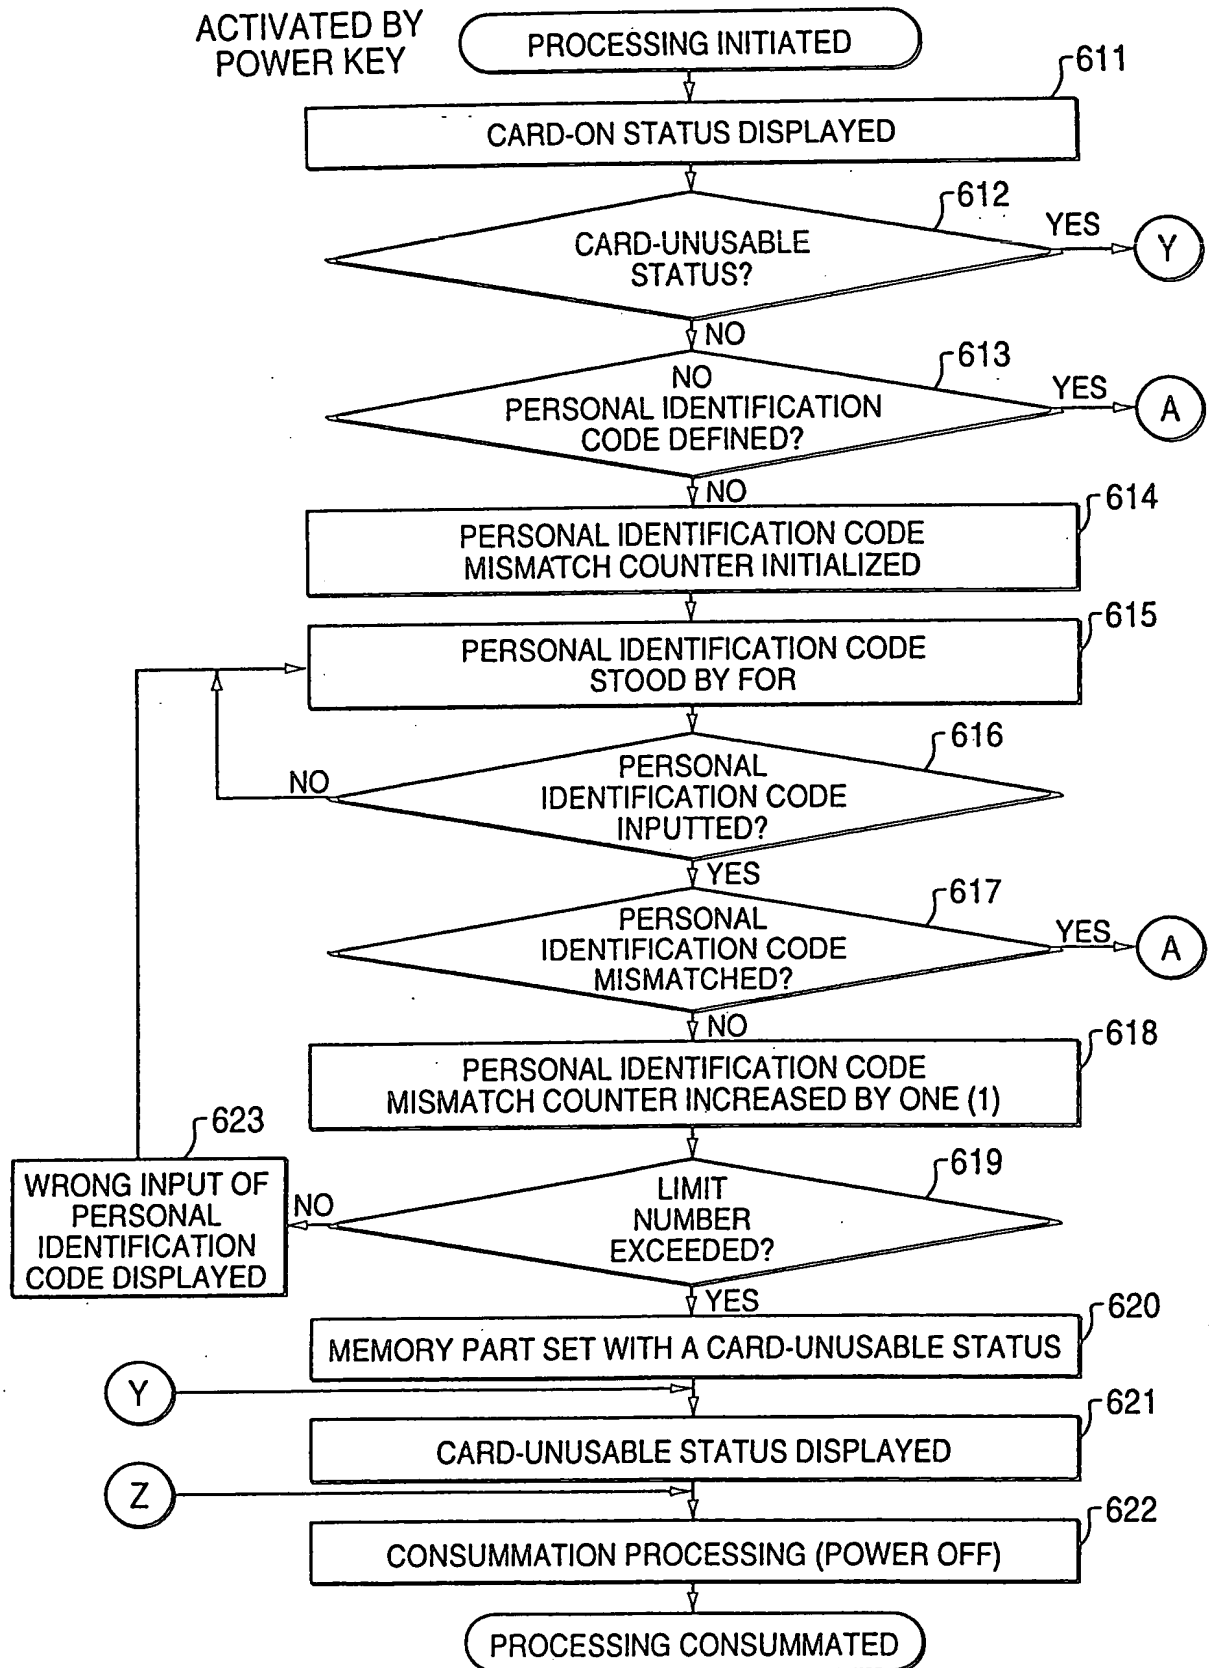 ACTIVATED BY
POWER KEY
PROCESSING INITIATED
611
CARD-ON STATUS DISPLAYED
612
CARD-UNUSABLE
STATUS?
YES
Y
NO
613
NO
PERSONAL IDENTIFICATION
CODE DEFINED?
YES
A
NO
614
PERSONAL IDENTIFICATION CODE
MISMATCH COUNTER INITIALIZED
615
PERSONAL IDENTIFICATION CODE
STOOD BY FOR
616
PERSONAL
IDENTIFICATION CODE
INPUTTED?
NO
YES
617
PERSONAL
IDENTIFICATION CODE
MISMATCHED?
YES
A
NO
618
PERSONAL IDENTIFICATION CODE
MISMATCH COUNTER INCREASED BY ONE (1)
623
WRONG INPUT OF
PERSONAL
IDENTIFICATION
CODE DISPLAYED
NO
619
LIMIT
NUMBER
EXCEEDED?
YES
620
MEMORY PART SET WITH A CARD-UNUSABLE STATUS
Y
621
CARD-UNUSABLE STATUS DISPLAYED
Z
622
CONSUMMATION PROCESSING (POWER OFF)
PROCESSING CONSUMMATED